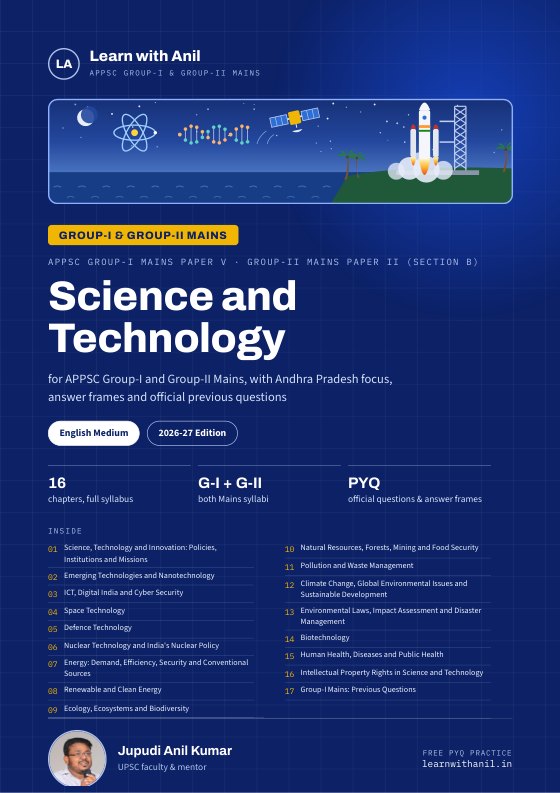 LA
Learn with Anil
APPSC GROUP-I & GROUP-II MAINS
GROUP-I & GROUP-II MAINS
APPSC GROUP-I MAINS PAPER V · GROUP-II MAINS PAPER II (SECTION B)
Science and
Technology
for APPSC Group-I and Group-II Mains, with Andhra Pradesh focus,
answer frames and official previous questions
English Medium
2026-27 Edition
16
chapters, full syllabus
G-I + G-II
both Mains syllabi
PYQ
official questions & answer frames
INSIDE
01 Science, Technology and Innovation: Policies,
Institutions and Missions
02 Emerging Technologies and Nanotechnology
03 ICT, Digital India and Cyber Security
04 Space Technology
05 Defence Technology
06 Nuclear Technology and India's Nuclear Policy
07 Energy: Demand, Efficiency, Security and Conventional
Sources
08 Renewable and Clean Energy
09 Ecology, Ecosystems and Biodiversity
10 Natural Resources, Forests, Mining and Food Security
11 Pollution and Waste Management
12 Climate Change, Global Environmental Issues and
Sustainable Development
13 Environmental Laws, Impact Assessment and Disaster
Management
14 Biotechnology
15 Human Health, Diseases and Public Health
16 Intellectual Property Rights in Science and Technology
17 Group-I Mains: Previous Questions
Jupudi Anil Kumar
UPSC faculty & mentor
FREE PYQ PRACTICE
learnwithanil.in